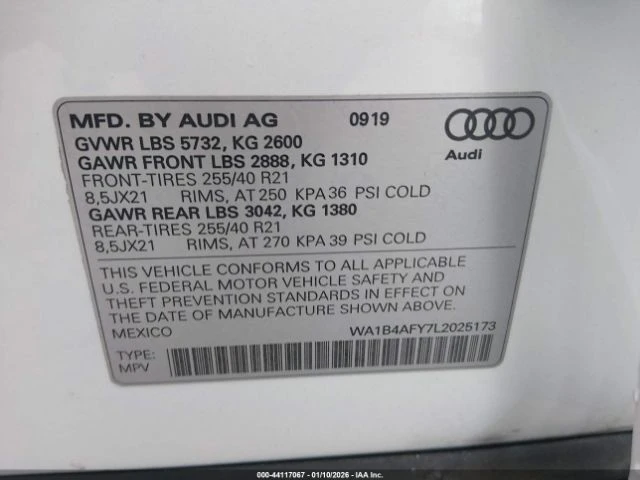 MFD. BY AUDI AG 0919
GVWR LBS 5732, KG 2600
GAWR FRONT LBS 2888, KG 1310
FRONT-TIRES 255/40 R21
8,5JX21 RIMS, AT 250 KPA 36 PSI COLD
GAWR REAR LBS 3042, KG 1380
REAR-TIRES 255/40 R21
8,5JX21 RIMS, AT 270 KPA 39 PSI COLD
Audi
THIS VEHICLE CONFORMS TO ALL APPLICABLE
U.S. FEDERAL MOTOR VEHICLE SAFETY AND
THEFT PREVENTION STANDARDS IN EFFECT ON
THE DATE OF MANUFACTURE SHOWN ABOVE.
MEXICO WA1B4AFY7L2025173
TYPE:
MPV
000-44117067 - 01/10/2026 - IAA Inc.